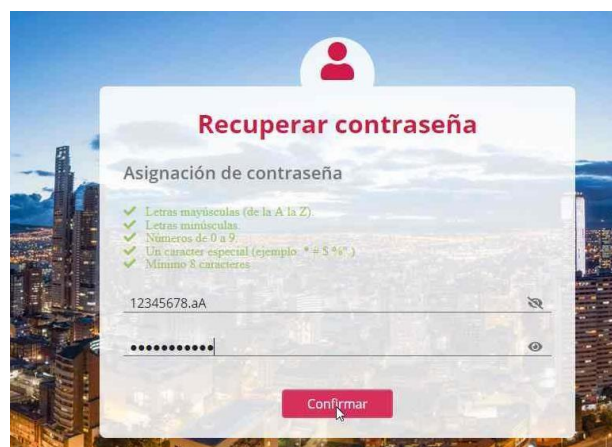 Recuperar contraseña
Asignación de contraseña
Letras mayúsculas (de la A la Z).
Letras minúsculas.
Números de 0 a 9.
Un caracter especial (ejemplo: * # $ %" )
Mínimo 8 caracteres
12345678.aA
Confirmar